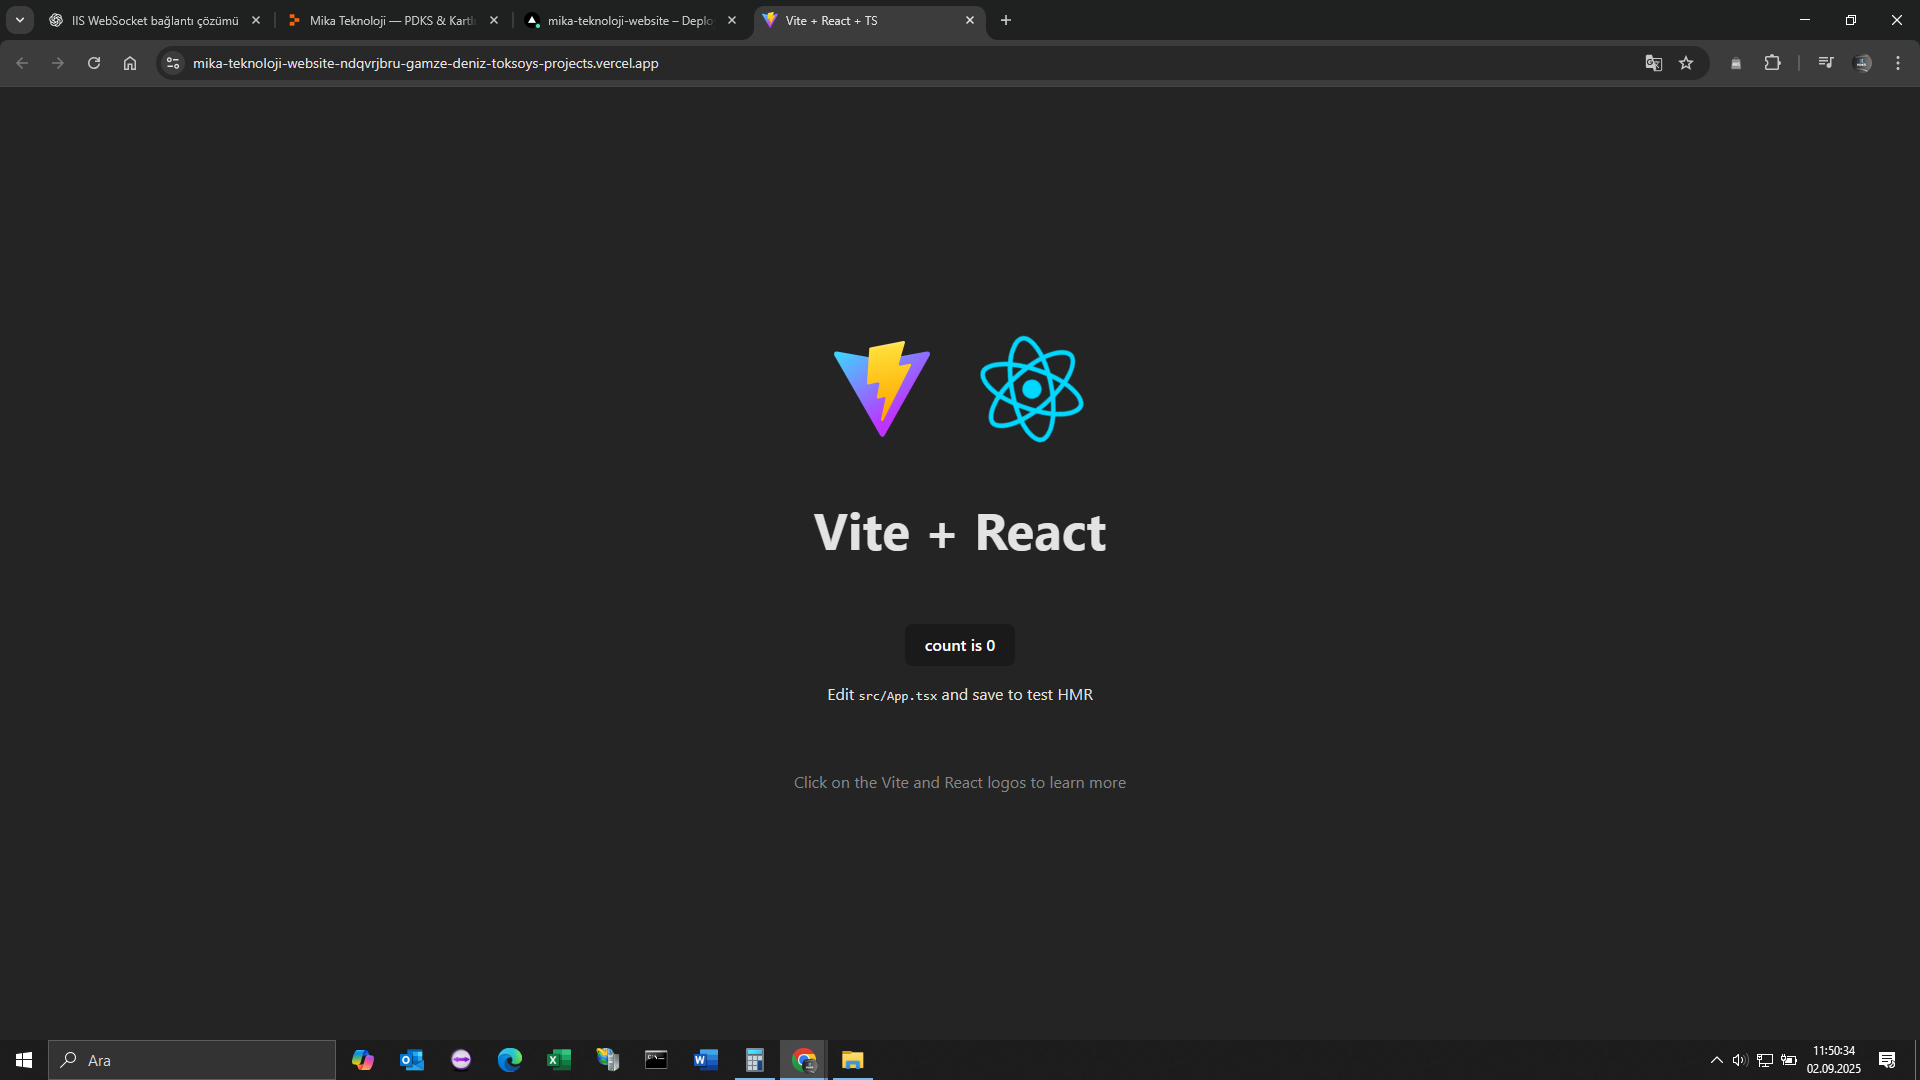 IIS WebSocket bağlantı çözümü
Mika Teknoloji — PDKS & Kartlı
mika-teknoloji-website – Deplo
Vite + React + TS
mika-teknoloji-website-ndqvrjbru-gamze-deniz-toksoys-projects.vercel.app
Vite + React
count is 0
Edit src/App.tsx and save to test HMR
Click on the Vite and React logos to learn more
Ara
11:50:34
02.09.2025